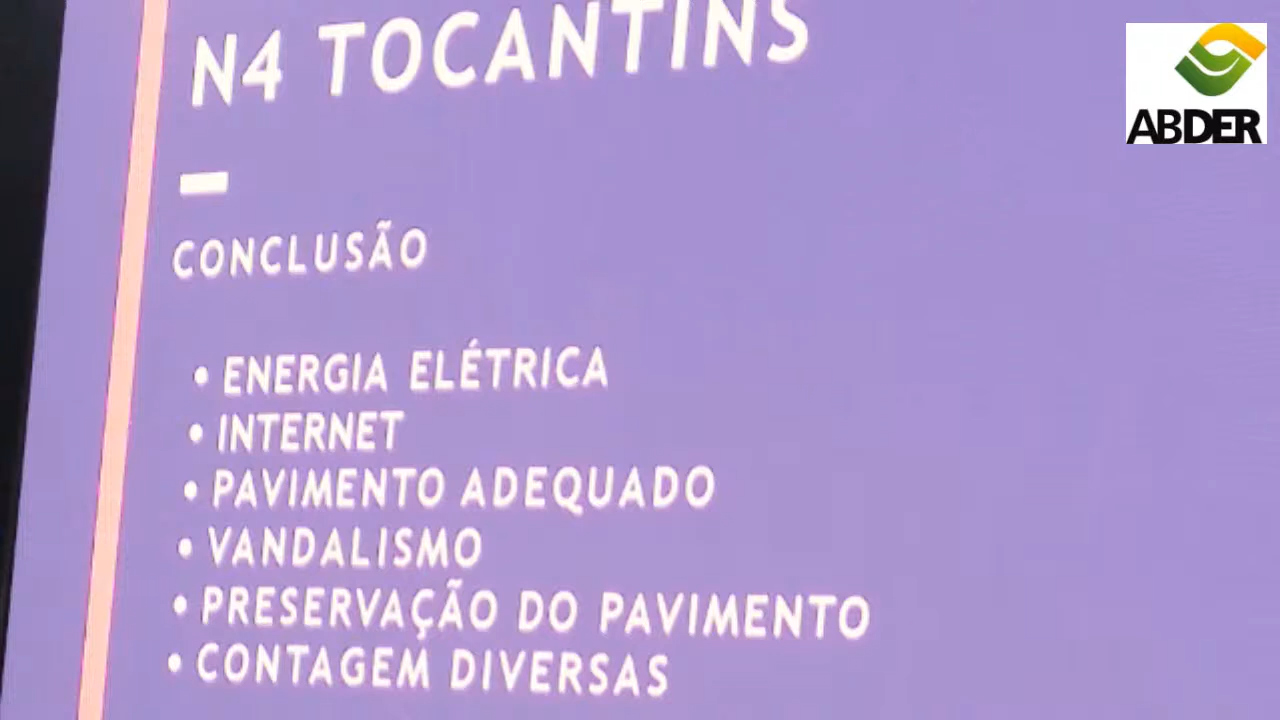 N4 TOCANTINS
ABDER
CONCLUSÃO
• ENERGIA ELÉTRICA
• INTERNET
• PAVIMENTO ADEQUADO
• VANDALISMO
• PRESERVAÇÃO DO PAVIMENTO
• CONTAGEM DIVERSAS